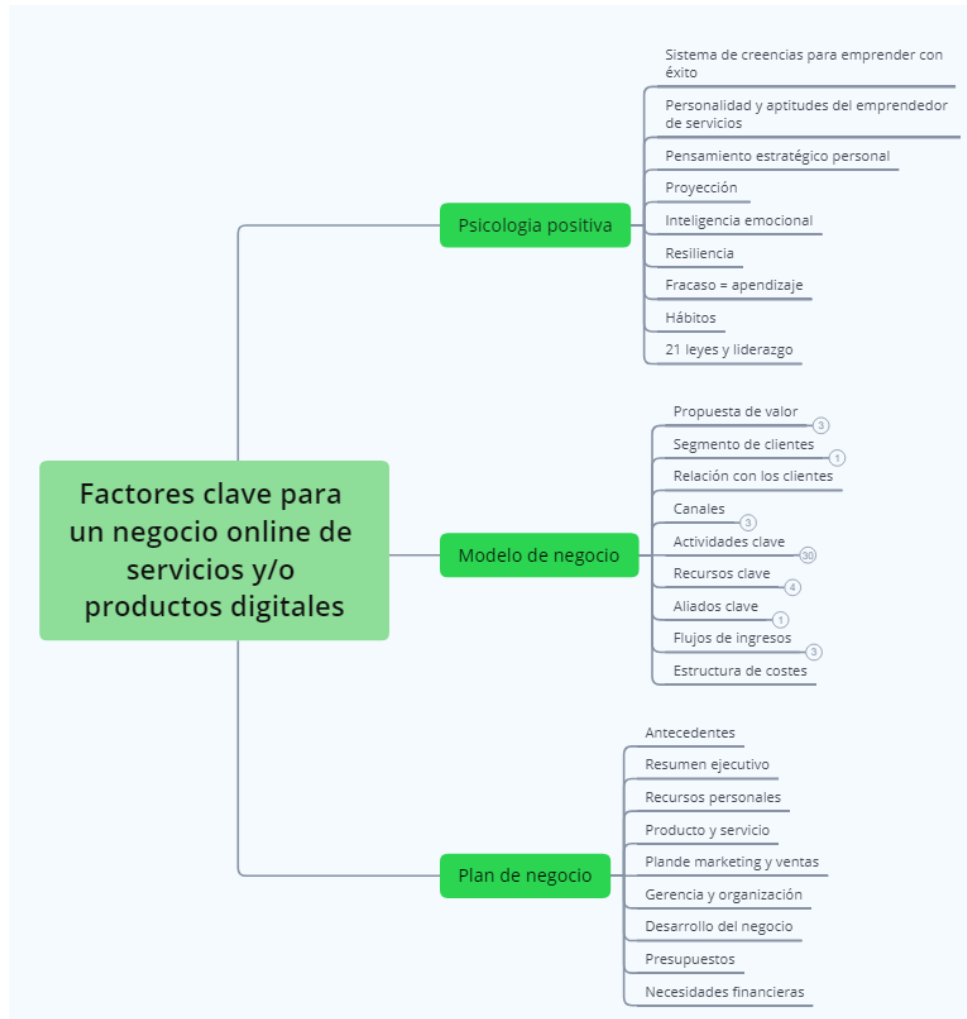 Factores clave para
un negocio online de
servicios y/o
productos digitales
Psicologia positiva
Sistema de creencias para emprender con
éxito
Personalidad y aptitudes del emprendedor
de servicios
Pensamiento estratégico personal
Proyección
Inteligencia emocional
Resiliencia
Fracaso = apendizaje
Hábitos
21 leyes y liderazgo
Modelo de negocio
Propuesta de valor
3
Segmento de clientes
1
Relación con los clientes
Canales
3
Actividades clave
30
Recursos clave
4
Aliados clave
1
Flujos de ingresos
3
Estructura de costes
Plan de negocio
Antecedentes
Resumen ejecutivo
Recursos personales
Producto y servicio
Plande marketing y ventas
Gerencia y organización
Desarrollo del negocio
Presupuestos
Necesidades financieras